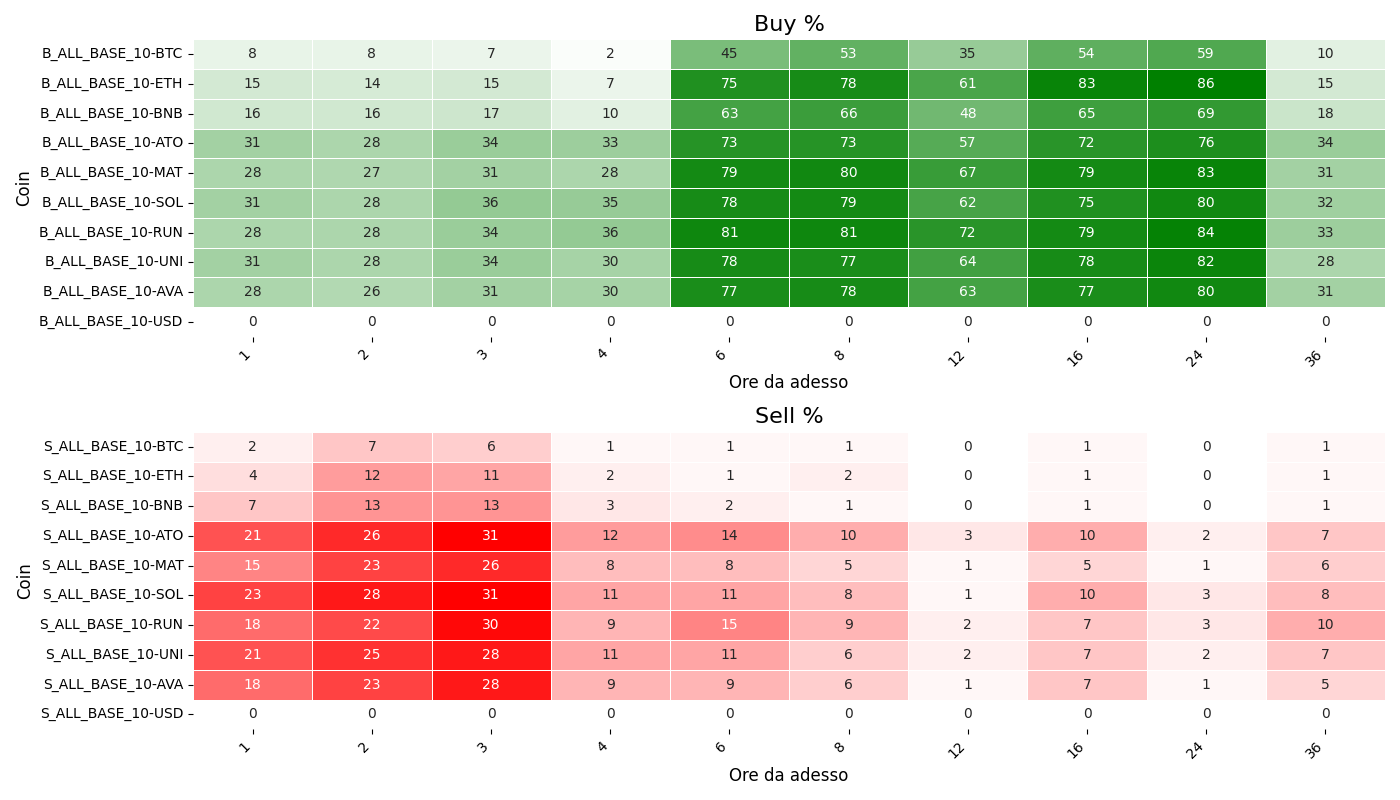 Buy %
Coin
B_ALL_BASE_10-BTC 8 8 7 2 45 53 35 54 59 10
B_ALL_BASE_10-ETH 15 14 15 7 75 78 61 83 86 15
B_ALL_BASE_10-BNB 16 16 17 10 63 66 48 65 69 18
B_ALL_BASE_10-ATO 31 28 34 33 73 73 57 72 76 34
B_ALL_BASE_10-MAT 28 27 31 28 79 80 67 79 83 31
B_ALL_BASE_10-SOL 31 28 36 35 78 79 62 75 80 32
B_ALL_BASE_10-RUN 28 28 34 36 81 81 72 79 84 33
B_ALL_BASE_10-UNI 31 28 34 30 78 77 64 78 82 28
B_ALL_BASE_10-AVA 28 26 31 30 77 78 63 77 80 31
B_ALL_BASE_10-USD 0 0 0 0 0 0 0 0 0 0
1 2 3 4 6 8 12 16 24 36
Ore da adesso
Sell %
Coin
S_ALL_BASE_10-BTC 2 7 6 1 1 1 0 1 0 1
S_ALL_BASE_10-ETH 4 12 11 2 1 2 0 1 0 1
S_ALL_BASE_10-BNB 7 13 13 3 2 1 0 1 0 1
S_ALL_BASE_10-ATO 21 26 31 12 14 10 3 10 2 7
S_ALL_BASE_10-MAT 15 23 26 8 8 5 1 5 1 6
S_ALL_BASE_10-SOL 23 28 31 11 11 8 1 10 3 8
S_ALL_BASE_10-RUN 18 22 30 9 15 9 2 7 3 10
S_ALL_BASE_10-UNI 21 25 28 11 11 6 2 7 2 7
S_ALL_BASE_10-AVA 18 23 28 9 9 6 1 7 1 5
S_ALL_BASE_10-USD 0 0 0 0 0 0 0 0 0 0
1 2 3 4 6 8 12 16 24 36
Ore da adesso